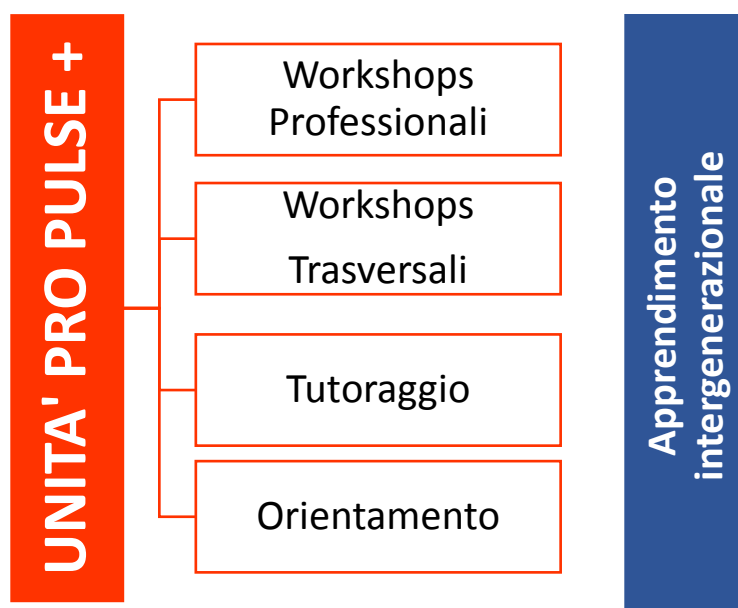 UNITA' PRO PULSE +
Workshops
Professionali
Workshops
Trasversali
Tutoraggio
Orientamento
Apprendimento
intergenerazionale